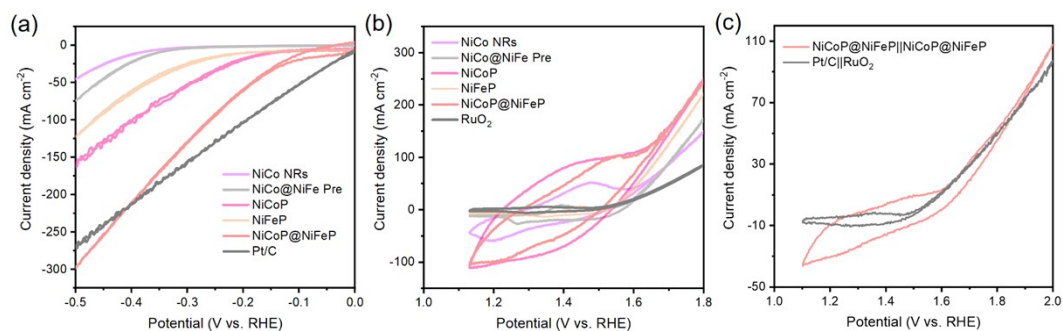 (a)
0
-50
-100
-150
-200
-250
-300
-0.5
-0.4
-0.3
-0.2
-0.1
0.0
Current density (mA cm⁻²)
Potential (V vs. RHE)
NiCo NRs
NiCo@NiFe Pre
NiCoP
NiFeP
NiCoP@NiFeP
Pt/C
(b)
300
200
100
0
-100
1.0
1.2
1.4
1.6
1.8
Current density (mA cm⁻²)
Potential (V vs. RHE)
NiCo NRs
NiCo@NiFe Pre
NiCoP
NiFeP
NiCoP@NiFeP
RuO₂
(c)
110
70
30
-10
-50
1.0
1.2
1.4
1.6
1.8
2.0
Current density (mA cm⁻²)
Potential (V vs. RHE)
NiCoP@NiFeP||NiCoP@NiFeP
Pt/C||RuO₂